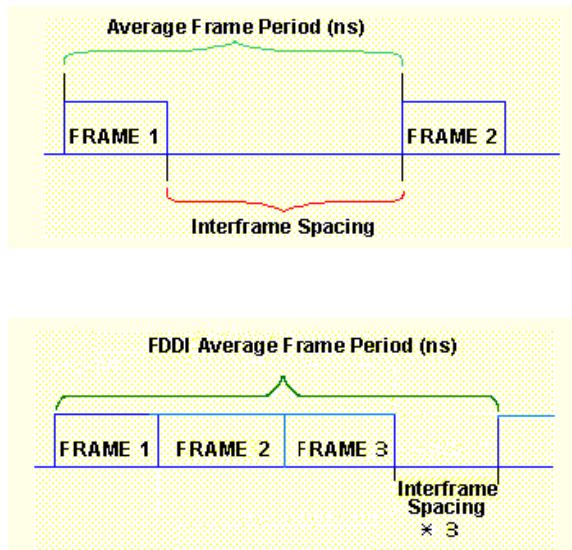 Average Frame Period (ns)
FRAME 1 FRAME 2
Interframe Spacing
FDDI Average Frame Period (ns)
FRAME 1 FRAME 2 FRAME 3
Interframe
Spacing
* 3